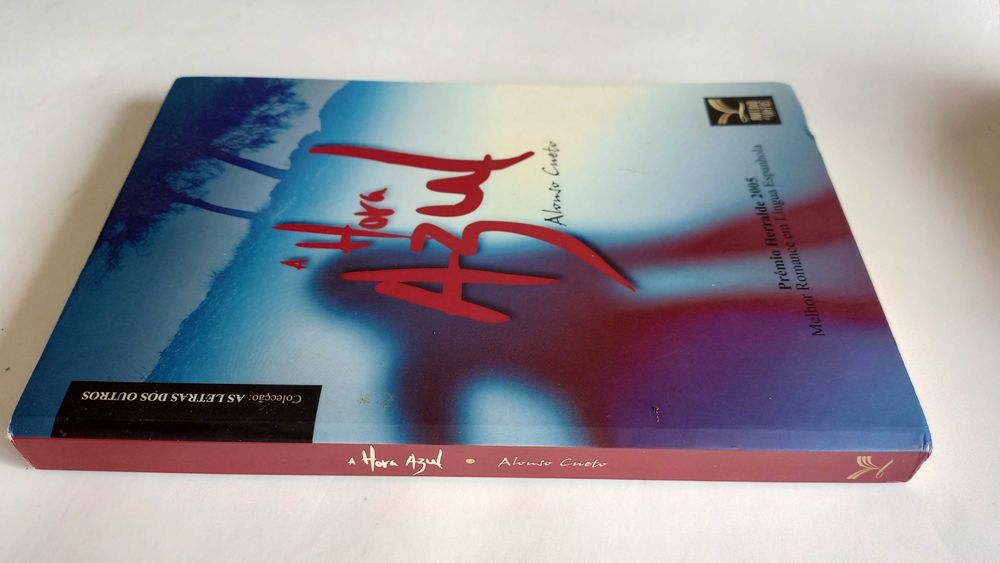 A Hora
Azul
Alonso Cueto
Prémio Herralde 2005
Melhor Romance em Língua Espanhola
Colecção: AS LETRAS DOS OUTROS
A Hora Azul • Alonso Cueto